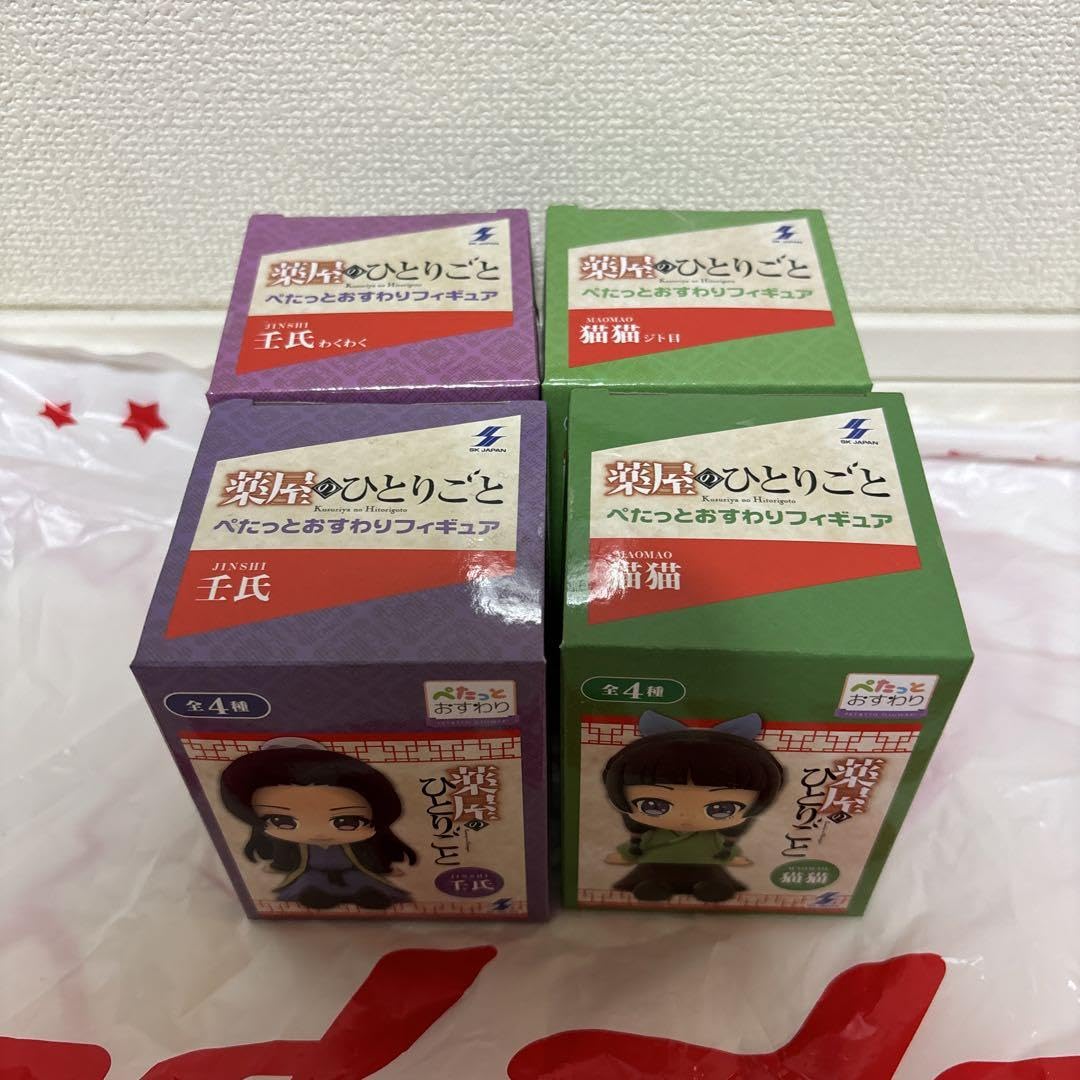 SK JAPAN
薬屋のひとりごと
Kusuriya no Hitorigoto
ぺたっとおすわりフィギュア
JINSHI
壬氏 わくわく
SK JAPAN
薬屋のひとりごと
Kusuriya no Hitorigoto
ぺたっとおすわりフィギュア
MAOMAO
猫猫 ジト目
SK JAPAN
薬屋のひとりごと
Kusuriya no Hitorigoto
ぺたっとおすわりフィギュア
JINSHI
壬氏
全4種
ぺたっと
おすわり
薬屋の
ひとりごと
JINSHI
壬氏
SK JAPAN
薬屋のひとりごと
Kusuriya no Hitorigoto
ぺたっとおすわりフィギュア
MAOMAO
猫猫
全4種
ぺたっと
おすわり
薬屋の
ひとりごと
MAOMAO
猫猫